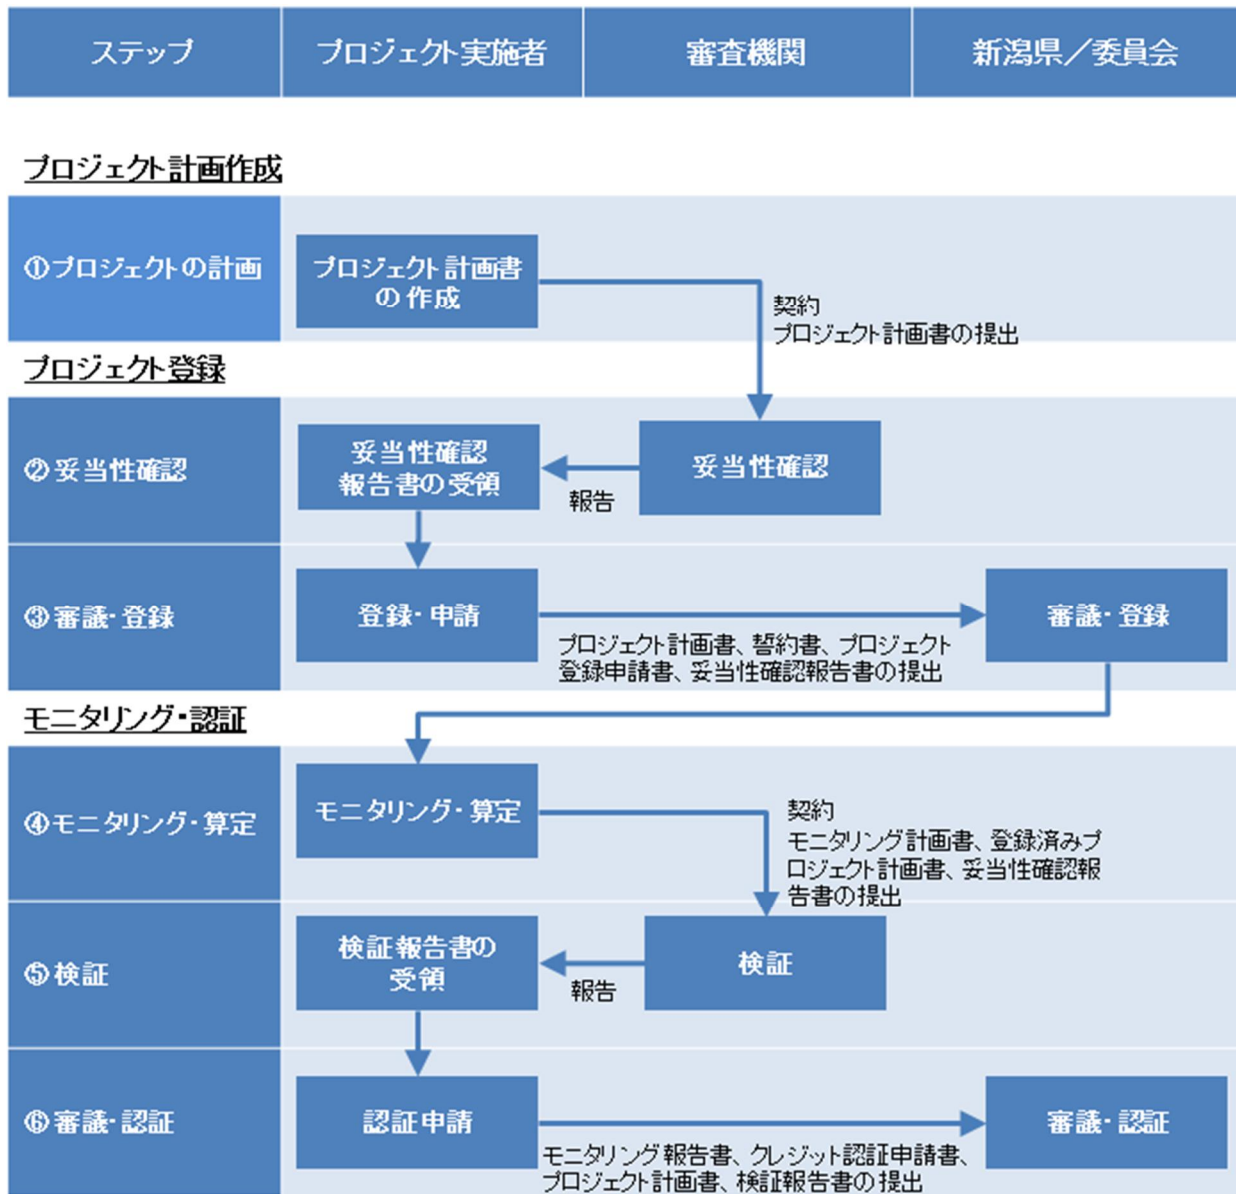 ステップ
プロジェクト実施者
審査機関
新潟県／委員会
プロジェクト計画作成
①プロジェクトの計画
プロジェクト計画書
の作成
契約
プロジェクト計画書の提出
プロジェクト登録
②妥当性確認
妥当性確認
報告書の受領
報告
妥当性確認
③審議・登録
登録・申請
プロジェクト計画書、誓約書、プロジェクト
登録申請書、妥当性確認報告書の提出
審議・登録
モニタリング・認証
④モニタリング・算定
モニタリング・算定
契約
モニタリング計画書、登録済みプ
ロジェクト計画書、妥当性確認報
告書の提出
⑤検証
検証報告書の
受領
報告
検証
⑥審議・認証
認証申請
モニタリング報告書、クレジット認証申請書、
プロジェクト計画書、検証報告書の提出
審議・認証